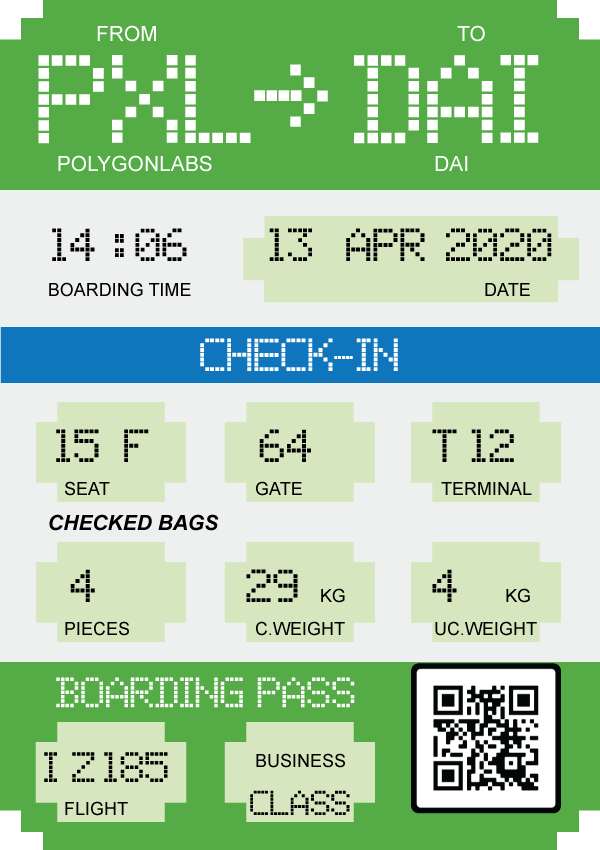 FROM TO
PXL → DAI
POLYGONLABS DAI
14 :06 13 APR 2020
BOARDING TIME DATE
CHECK-IN
15 F 64 T 12
SEAT GATE TERMINAL
CHECKED BAGS
4 29 KG 4 KG
PIECES C.WEIGHT UC.WEIGHT
BOARDING PASS
I Z185 BUSINESS
FLIGHT CLASS